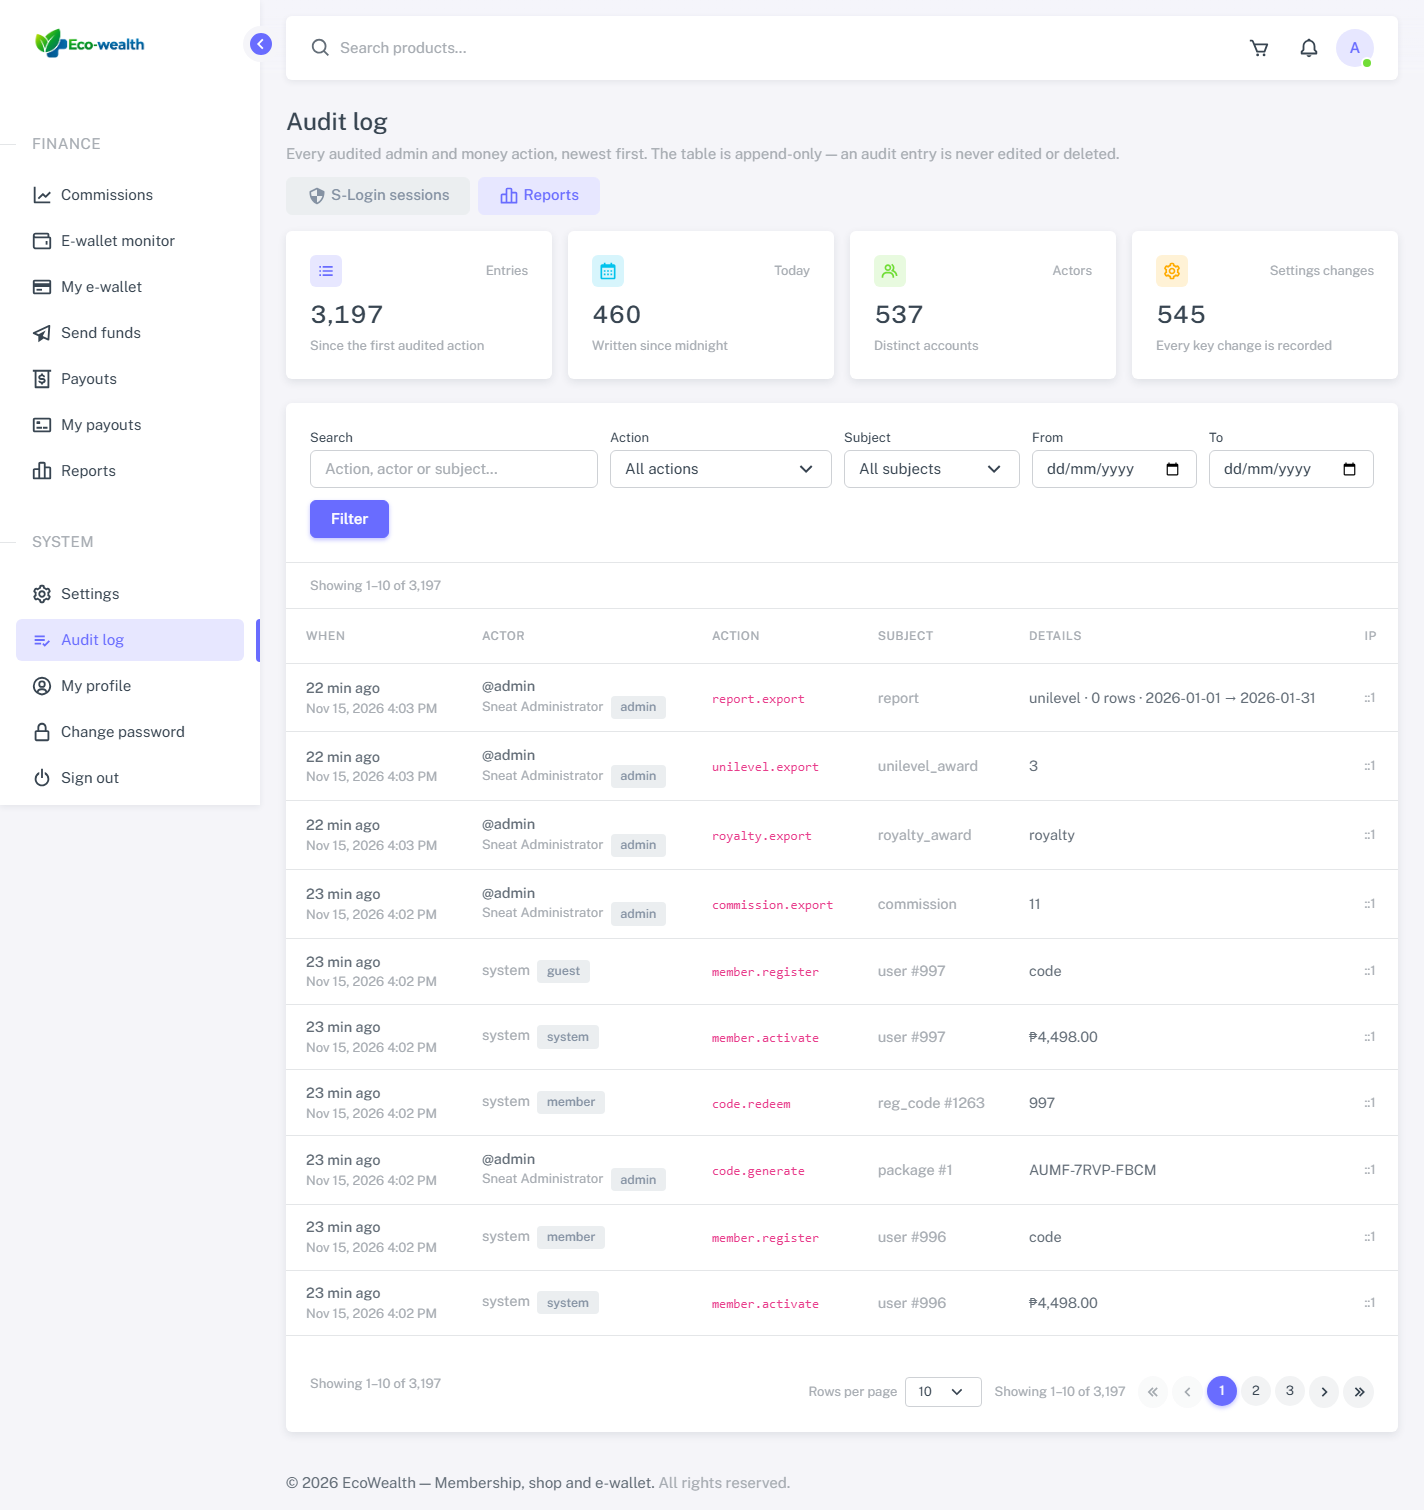 Eco-wealth
Search products...
A
FINANCE
Commissions
E-wallet monitor
My e-wallet
Send funds
Payouts
My payouts
Reports
SYSTEM
Settings
Audit log
My profile
Change password
Sign out
Audit log
Every audited admin and money action, newest first. The table is append-only — an audit entry is never edited or deleted.
S-Login sessions
Reports
Entries
3,197
Since the first audited action
Today
460
Written since midnight
Actors
537
Distinct accounts
Settings changes
545
Every key change is recorded
Search Action Subject From To
Action, actor or subject... All actions All subjects dd/mm/yyyy dd/mm/yyyy
Filter
Showing 1–10 of 3,197
WHEN ACTOR ACTION SUBJECT DETAILS IP
22 min ago @admin report.export report unilevel · 0 rows · 2026-01-01 → 2026-01-31 ::1
Nov 15, 2026 4:03 PM Sneat Administrator admin
22 min ago @admin unilevel.export unilevel_award 3 ::1
Nov 15, 2026 4:03 PM Sneat Administrator admin
22 min ago @admin royalty.export royalty_award royalty ::1
Nov 15, 2026 4:03 PM Sneat Administrator admin
23 min ago @admin commission.export commission 11 ::1
Nov 15, 2026 4:02 PM Sneat Administrator admin
23 min ago system guest member.register user #997 code ::1
Nov 15, 2026 4:02 PM
23 min ago system system member.activate user #997 ₱4,498.00 ::1
Nov 15, 2026 4:02 PM
23 min ago system member code.redeem reg_code #1263 997 ::1
Nov 15, 2026 4:02 PM
23 min ago @admin code.generate package #1 AUMF-7RVP-FBCM ::1
Nov 15, 2026 4:02 PM Sneat Administrator admin
23 min ago system member member.register user #996 code ::1
Nov 15, 2026 4:02 PM
23 min ago system system member.activate user #996 ₱4,498.00 ::1
Nov 15, 2026 4:02 PM
Showing 1–10 of 3,197
Rows per page 10 Showing 1–10 of 3,197 « ‹ 1 2 3 › »
© 2026 EcoWealth — Membership, shop and e-wallet. All rights reserved.